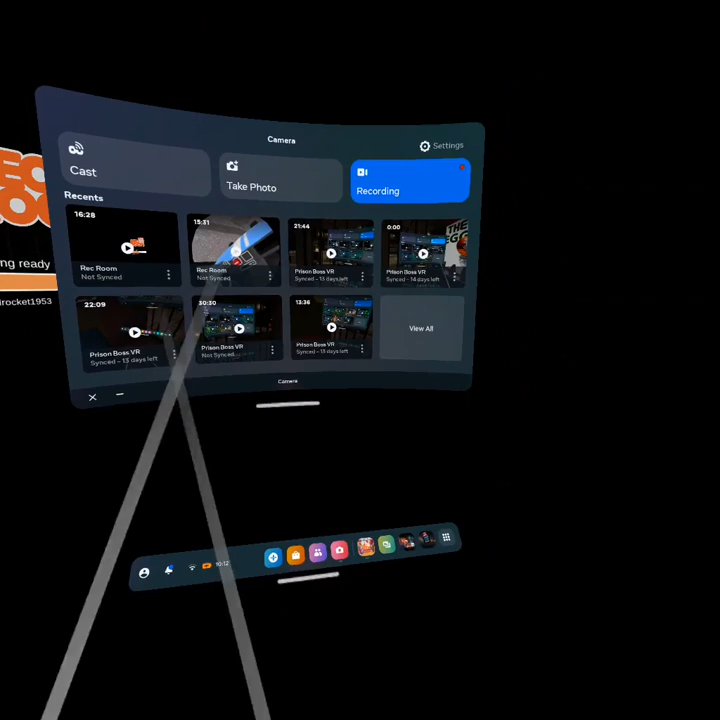 Camera
Settings
Cast
Take Photo
Recording
Recents
16:28
Rec Room
Not Synced
15:31
Rec Room
Not Synced
21:44
Prison Boss VR
Synced - 13 days left
0:00
Prison Boss VR
Synced - 14 days left
22:09
Prison Boss VR
Synced - 13 days left
30:30
Prison Boss VR
Not Synced
13:36
Prison Boss VR
Synced - 13 days left
View All
Camera
ng ready
irocket1953
10:12